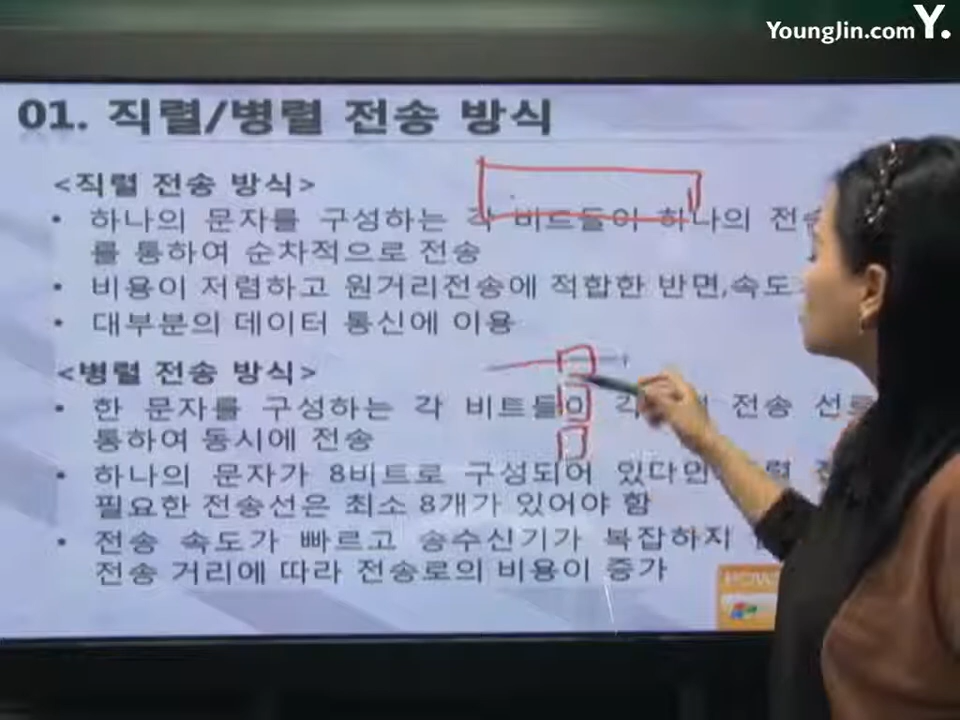 YoungJin.com Y.
01. 직렬/병렬 전송 방식
<직렬 전송 방식>
• 하나의 문자를 구성하는 각 비트들이 하나의 전송
를 통하여 순차적으로 전송
• 비용이 저렴하고 원거리전송에 적합한 반면,속도
• 대부분의 데이터 통신에 이용
<병렬 전송 방식>
• 한 문자를 구성하는 각 비트들이 각 전송 선로
통하여 동시에 전송
• 하나의 문자가 8비트로 구성되어 있다면
필요한 전송선은 최소 8개가 있어야 함
• 전송 속도가 빠르고 송수신기가 복잡하지
전송 거리에 따라 전송로의 비용이 증가